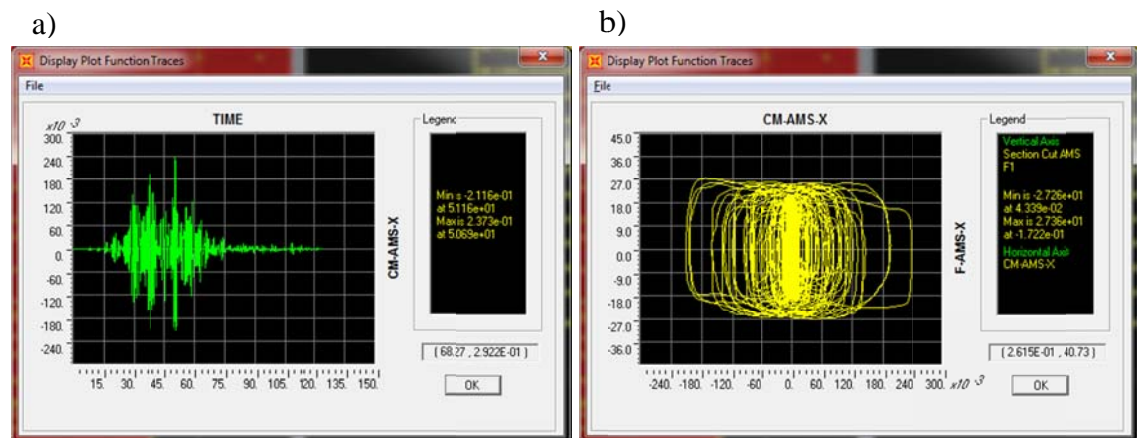 a)
Display Plot Function Traces
File
TIME
x10 -3
300.
240.
180.
120.
60.
0.
-60.
-120.
-180.
-240.
15. 30. 45. 60. 75. 90. 105. 120. 135. 150.
CM-AMS-X
Legend
Min is -2.116e-01
at 5.116e+01
Max is 2.373e-01
at 5.069e+01
( 68.27 , 2.922E-01 )
OK
b)
Display Plot Function Traces
File
CM-AMS-X
45.0
36.0
27.0
18.0
9.0
0.0
-9.0
-18.0
-27.0
-36.0
-240. -180. -120. -60. 0. 60. 120. 180. 240. 300. x10 -3
F-AMS-X
Legend
Vertical Axis
Section Cut AMS
F1
Min is -2.726e+01
at 4.339e-02
Max is 2.736e+01
at -1.722e-01
Horizontal Axis
CM-AMS-X
( 2.615E-01 , 40.73 )
OK